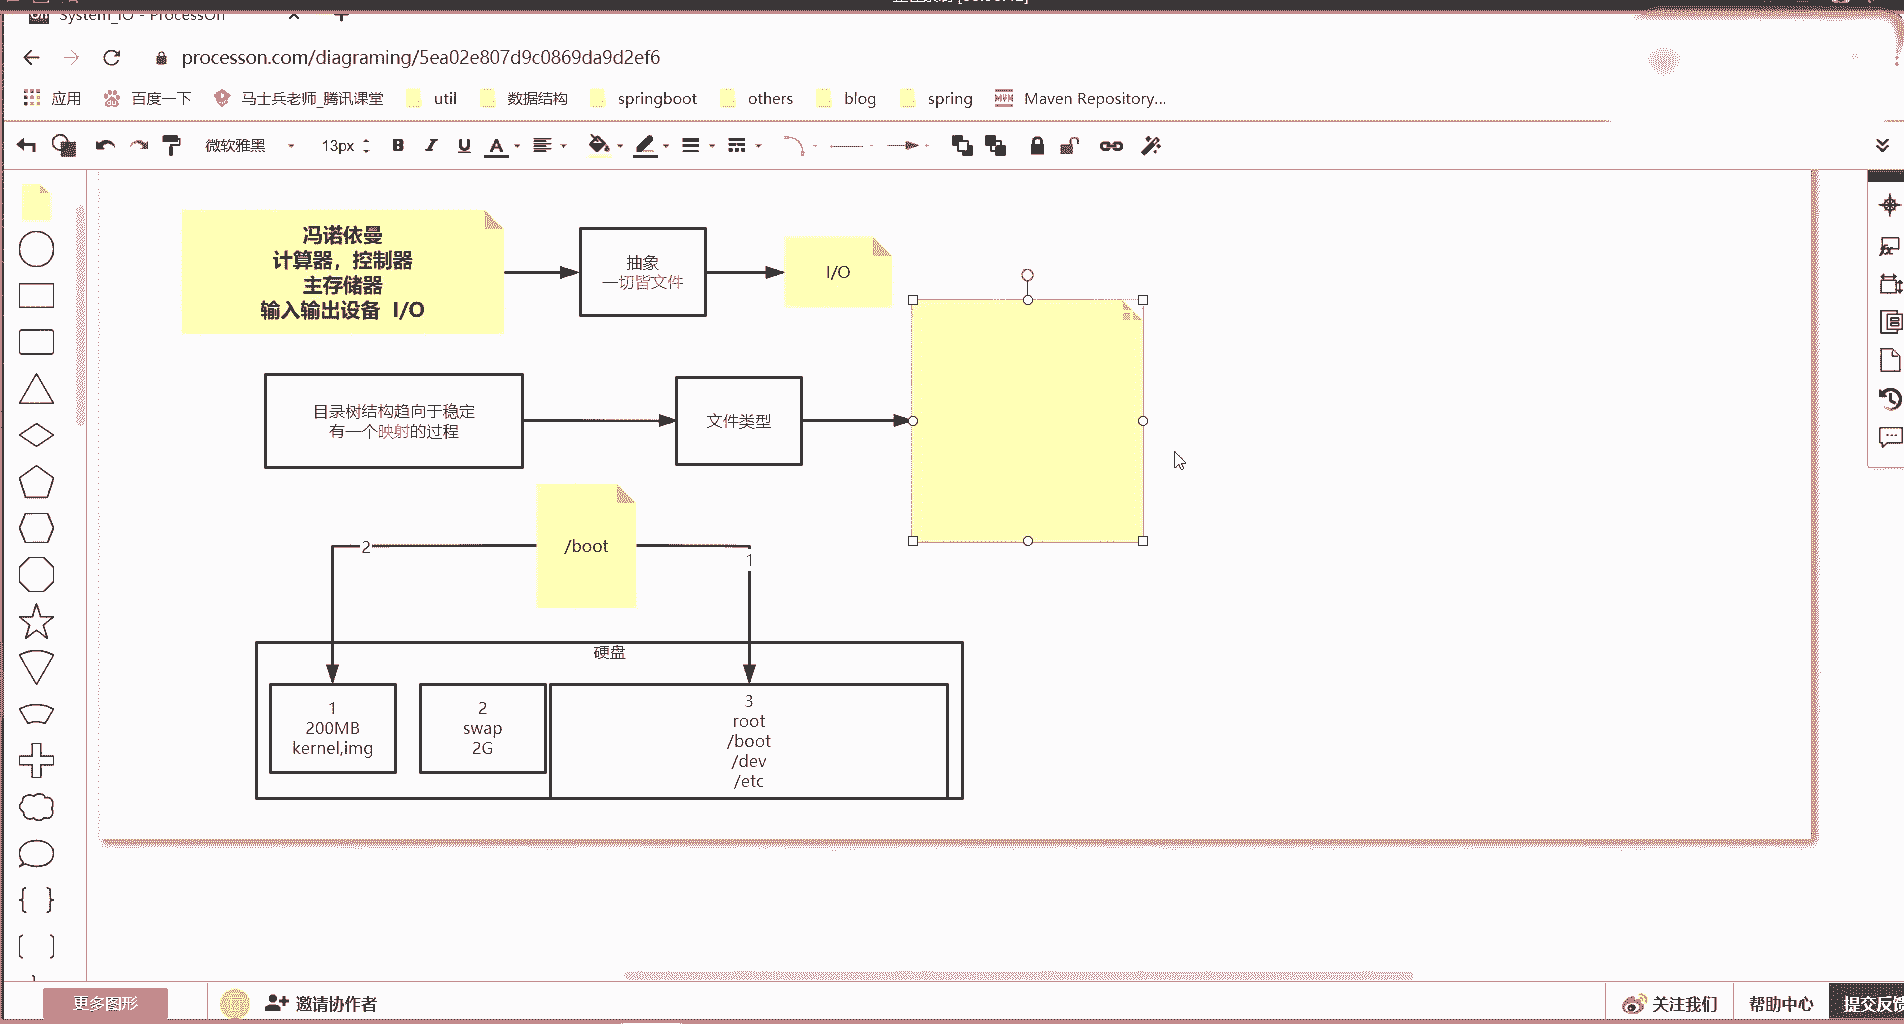 System_IO - ProcessOn
processon.com/diagraming/5ea02e807d9c0869da9d2ef6
应用 百度一下 马士兵老师_腾讯课堂 util 数据结构 springboot others blog spring Maven Repository...
微软雅黑 13px B I U A
冯诺依曼
计算器，控制器
主存储器
输入输出设备 I/O
抽象
一切皆文件
I/O
目录树结构趋向于稳定
有一个映射的过程
文件类型
/boot
2
1
硬盘
1
200MB
kernel,img
2
swap
2G
3
root
/boot
/dev
/etc
更多图形
邀请协作者
关注我们
帮助中心
提交反馈